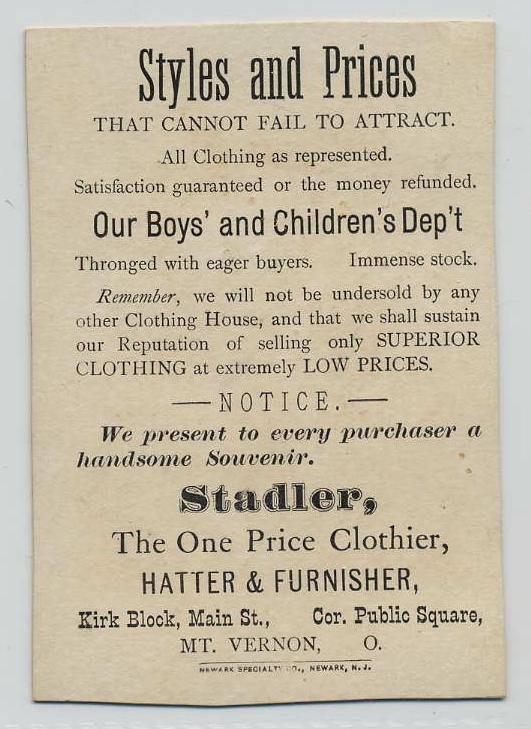 Styles and Prices
THAT CANNOT FAIL TO ATTRACT.
All Clothing as represented.
Satisfaction guaranteed or the money refunded.
Our Boys' and Children's Dep't
Thronged with eager buyers. Immense stock.
Remember, we will not be undersold by any
other Clothing House, and that we shall sustain
our Reputation of selling only SUPERIOR
CLOTHING at extremely LOW PRICES.
— NOTICE. —
We present to every purchaser a
handsome Souvenir.
Stadler,
The One Price Clothier,
HATTER & FURNISHER,
Kirk Block, Main St., Cor. Public Square,
MT. VERNON, O.
NEWARK SPECIALTY CO., NEWARK, N.J.